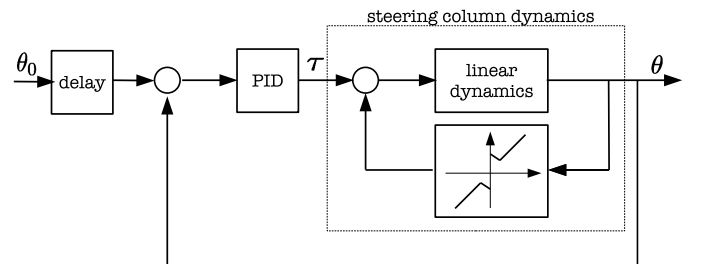 steering column dynamics
θ₀
delay
PID
τ
linear
dynamics
θ